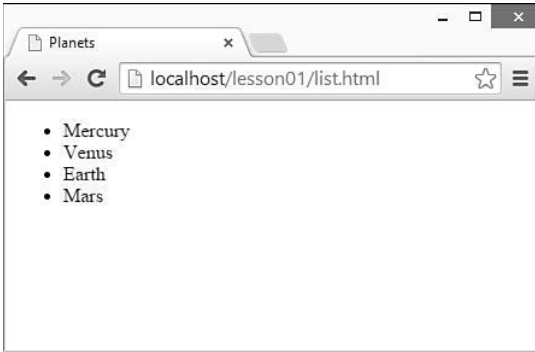 Planets
localhost/lesson01/list.html
Mercury
Venus
Earth
Mars